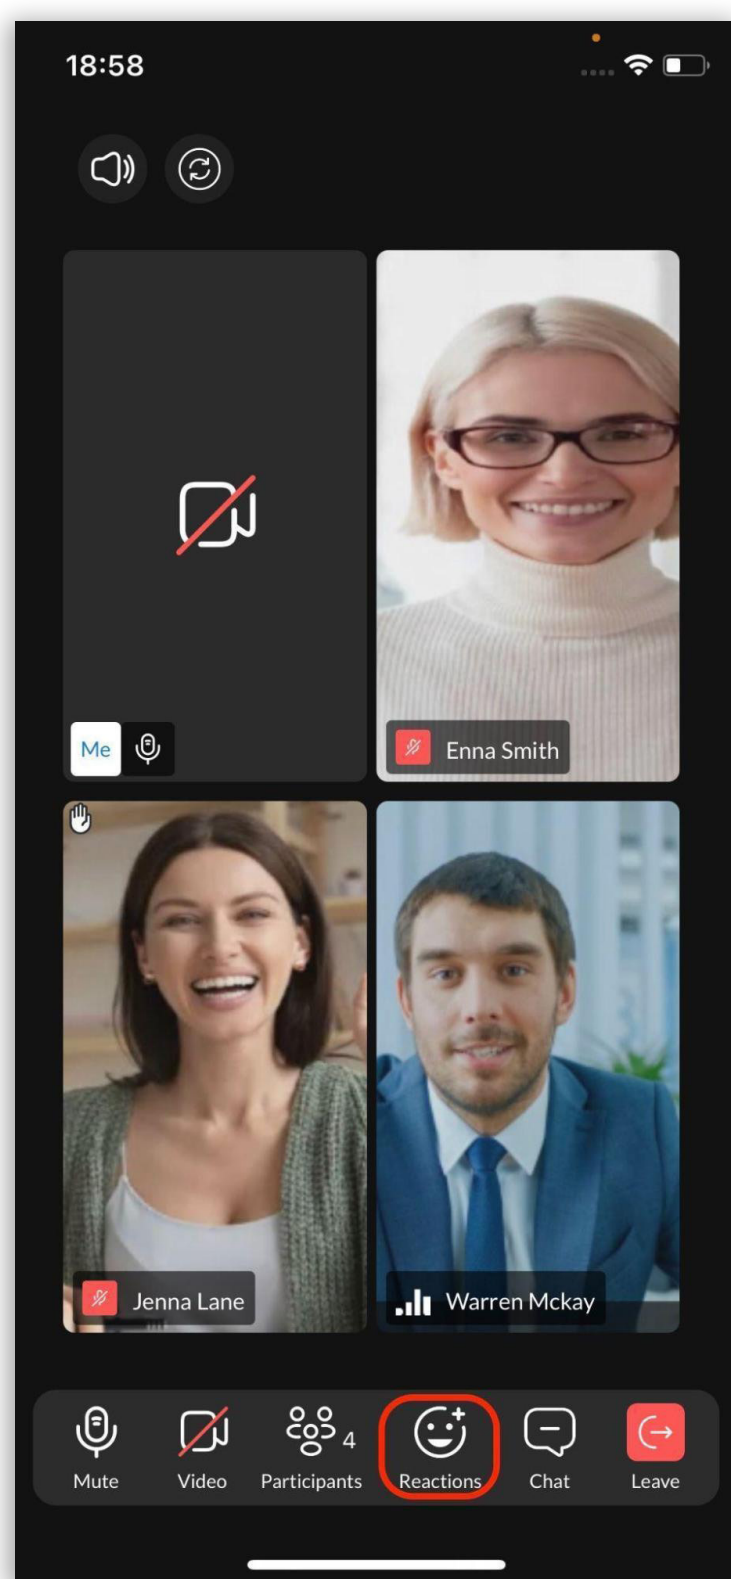 18:58
Me
Enna Smith
Jenna Lane
Warren Mckay
4
Mute Video Participants Reactions Chat Leave